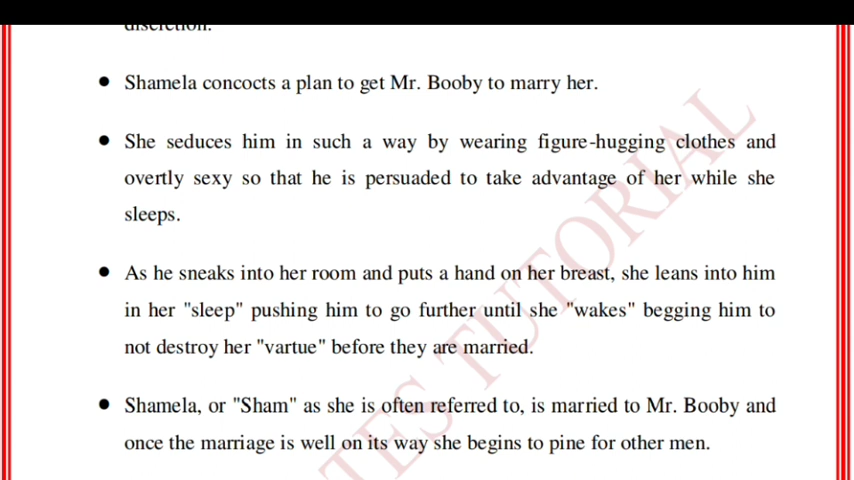 discretion.
● Shamela concocts a plan to get Mr. Booby to marry her.
● She seduces him in such a way by wearing figure-hugging clothes and
overtly sexy so that he is persuaded to take advantage of her while she
sleeps.
● As he sneaks into her room and puts a hand on her breast, she leans into him
in her "sleep" pushing him to go further until she "wakes" begging him to
not destroy her "vartue" before they are married.
● Shamela, or "Sham" as she is often referred to, is married to Mr. Booby and
once the marriage is well on its way she begins to pine for other men.
TES TUTORIAL